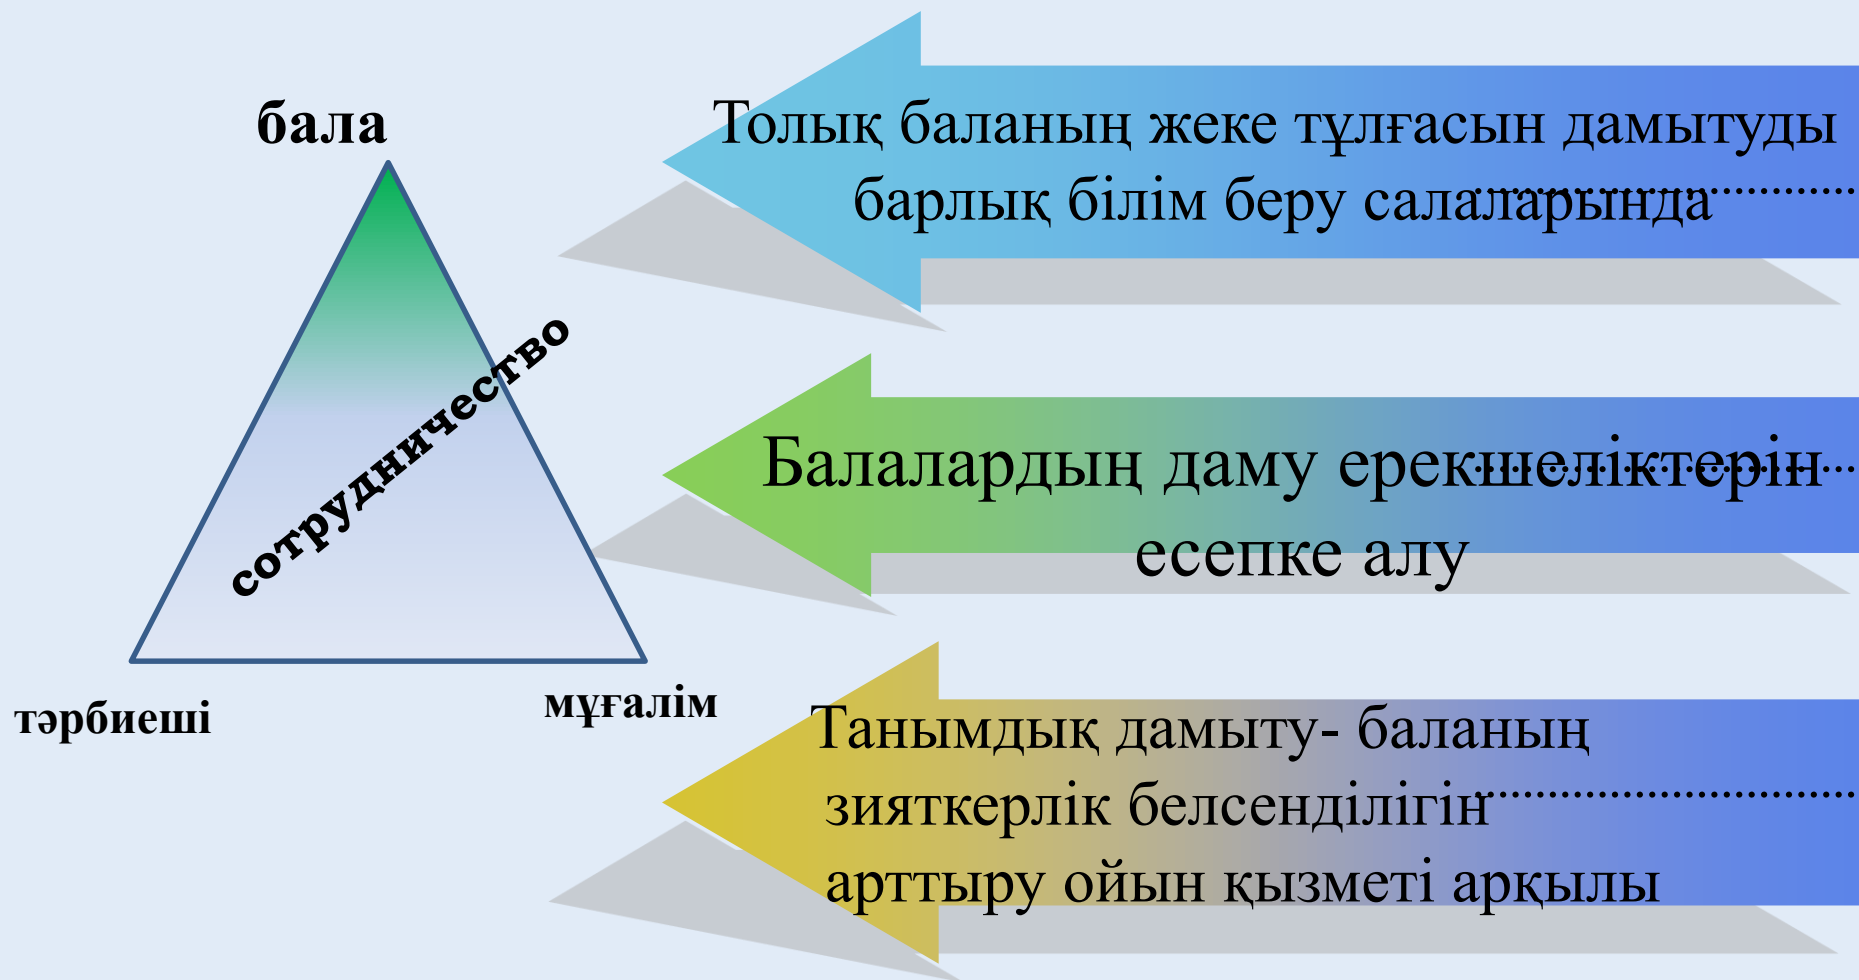 бала
сотрудничество
тәрбиеші
мұғалім
Толық баланың жеке тұлғасын дамытуды
барлық білім беру салаларында
Балалардың даму ерекшеліктерін
есепке алу
Танымдық дамыту- баланың
зияткерлік белсенділігін
арттыру ойын қызметі арқылы